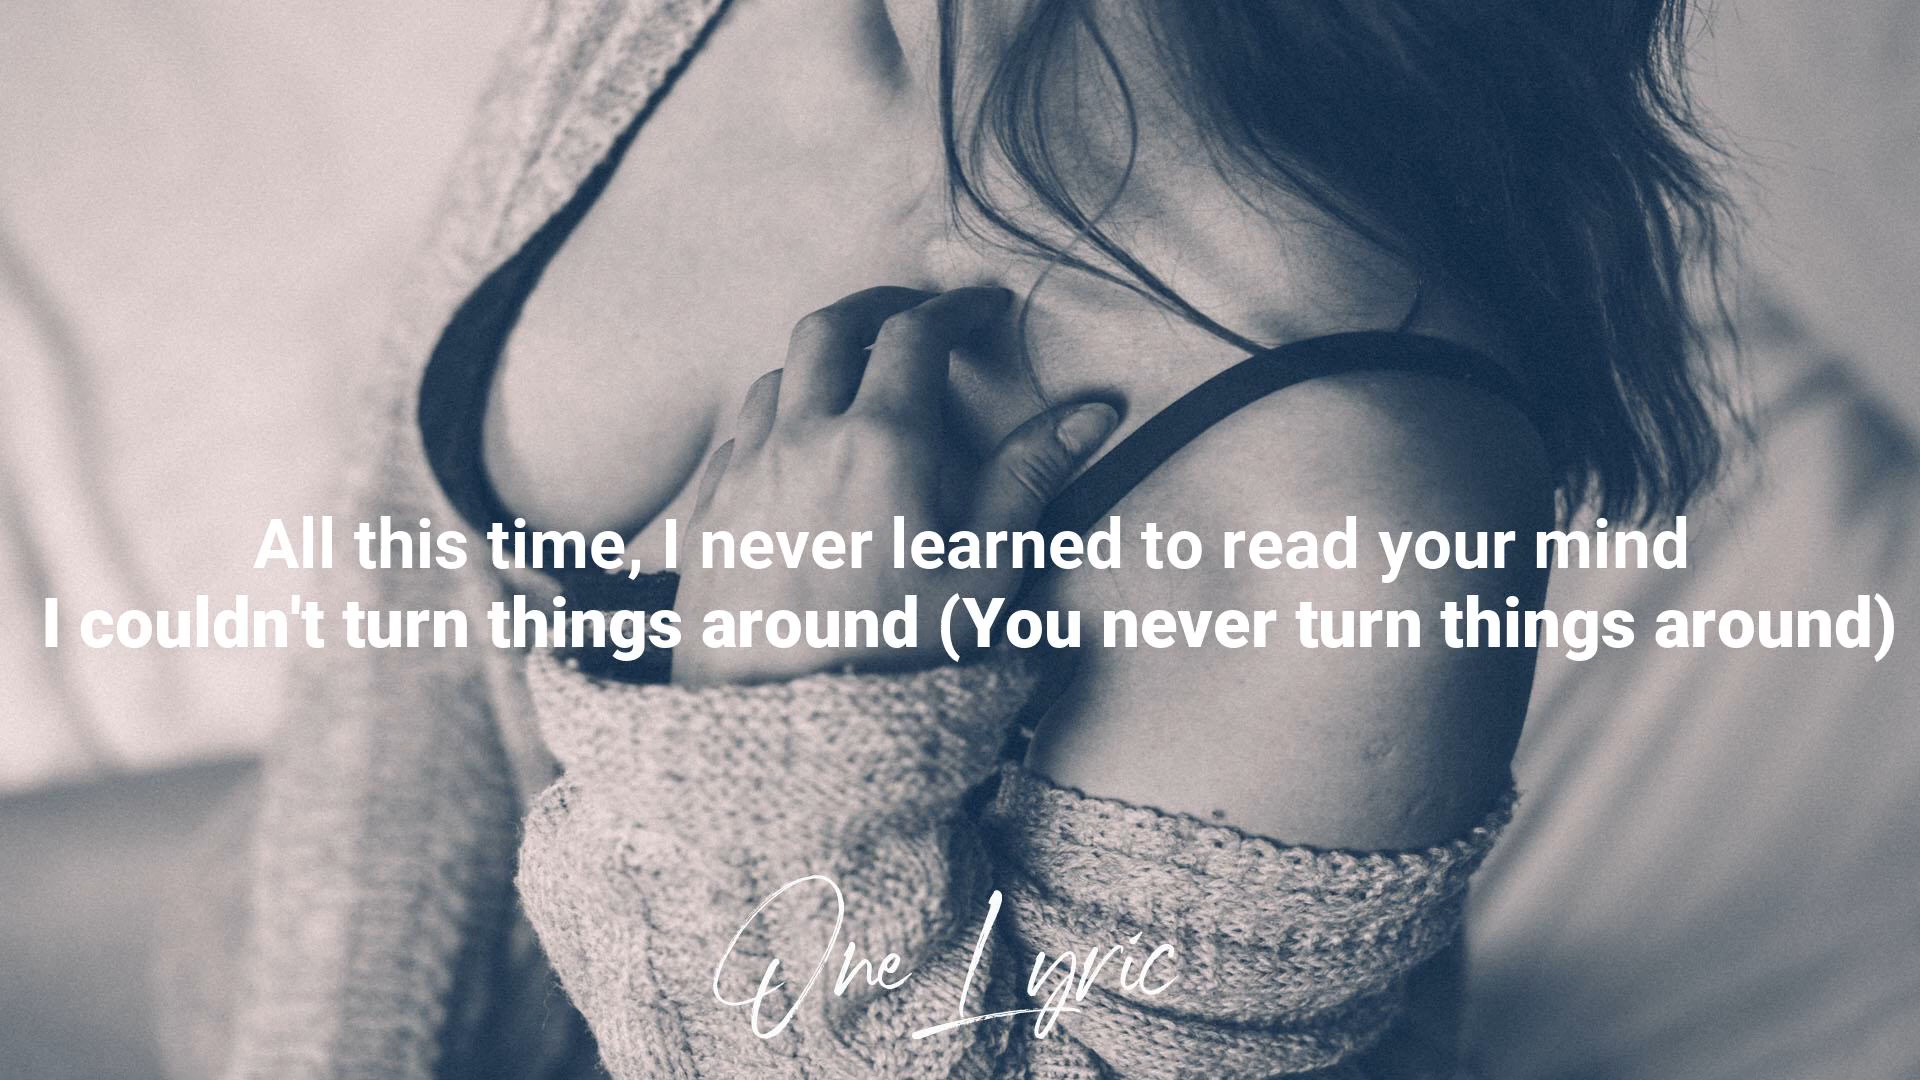 All this time, I never learned to read your mind
I couldn't turn things around (You never turn things around)
One Lyric